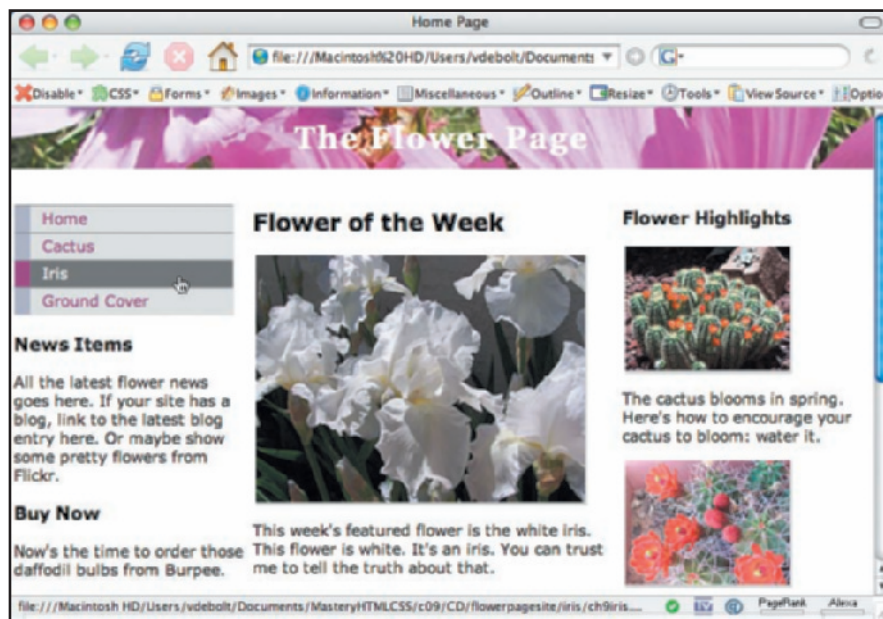 Home Page
file:///Macintosh%20HD/Users/vdebolt/Documents
G
Disable CSS Forms Images Information Miscellaneous Outline Resize Tools View Source Optio
The Flower Page
Home
Cactus
Iris
Ground Cover
News Items
All the latest flower news
goes here. If your site has a
blog, link to the latest blog
entry here. Or maybe show
some pretty flowers from
Flickr.
Buy Now
Now's the time to order those
daffodil bulbs from Burpee.
Flower of the Week
This week's featured flower is the white iris.
This flower is white. It's an iris. You can trust
me to tell the truth about that.
Flower Highlights
The cactus blooms in spring.
Here's how to encourage your
cactus to bloom: water it.
file:///Macintosh HD/Users/vdebolt/Documents/MasteryHTMLCSS/c09/CD/flowerpagesite/iris/ch9iris....
TV
@
PageRank
Alexa